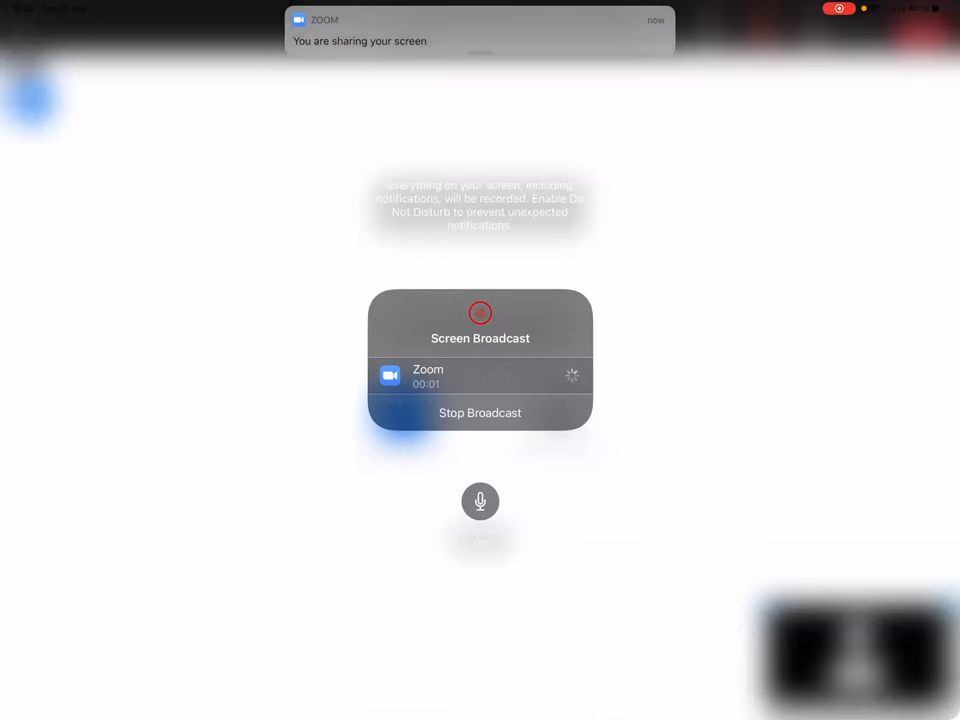 ZOOM
now
You are sharing your screen
Everything on your screen, including
notifications, will be recorded. Enable Do
Not Disturb to prevent unexpected
notifications.
Screen Broadcast
Zoom
00:01
Stop Broadcast